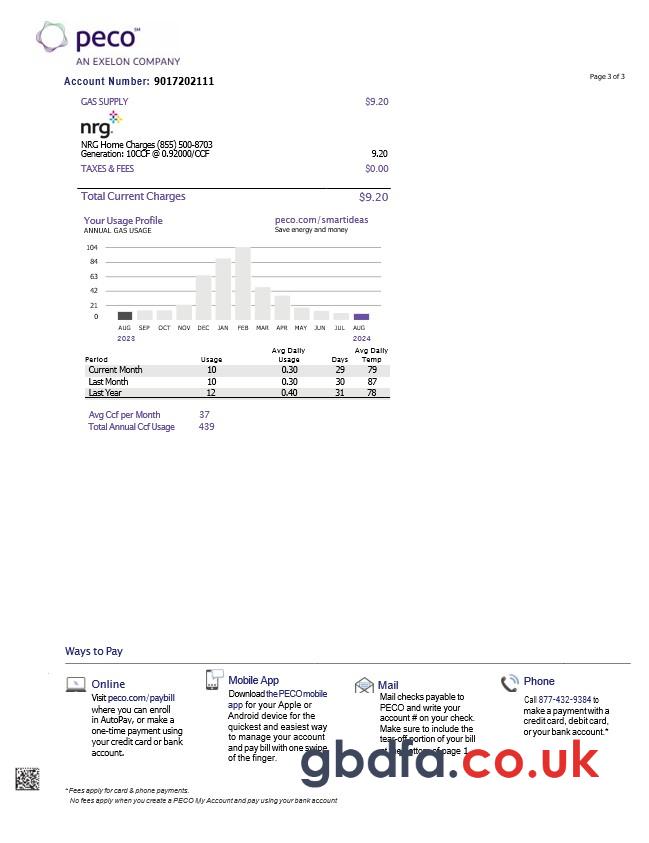 peco℠
AN EXELON COMPANY
Account Number: 9017202111
Page 3 of 3
GAS SUPPLY $9.20
nrg
NRG Home Charges (855) 500-8703
Generation: 10CCF @ 0.92000/CCF 9.20
TAXES & FEES $0.00
Total Current Charges $9.20
Your Usage Profile peco.com/smartideas
ANNUAL GAS USAGE Save energy and money
104
84
63
42
21
0
AUG SEP OCT NOV DEC JAN FEB MAR APR MAY JUN JUL AUG
2023 2024
Period Usage Avg Daily Usage Days Avg Daily Temp
Current Month 10 0.30 29 79
Last Month 10 0.30 30 87
Last Year 12 0.40 31 78
Avg Ccf per Month 37
Total Annual Ccf Usage 439
Ways to Pay
Online
Visit peco.com/paybill
where you can enroll
in AutoPay, or make a
one-time payment using
your credit card or bank
account.
Mobile App
Download the PECO mobile
app for your Apple or
Android device for the
quickest and easiest way
to manage your account
and pay bill with one swipe
of the finger.
Mail
Mail checks payable to
PECO and write your
account # on your check.
Make sure to include the
tear-off portion of your bill
at the bottom of page 1.
Phone
Call 877-432-9384 to
make a payment with a
credit card, debit card,
or your bank account.*
gbdfa.co.uk
*Fees apply for card & phone payments.
No fees apply when you create a PECO My Account and pay using your bank account